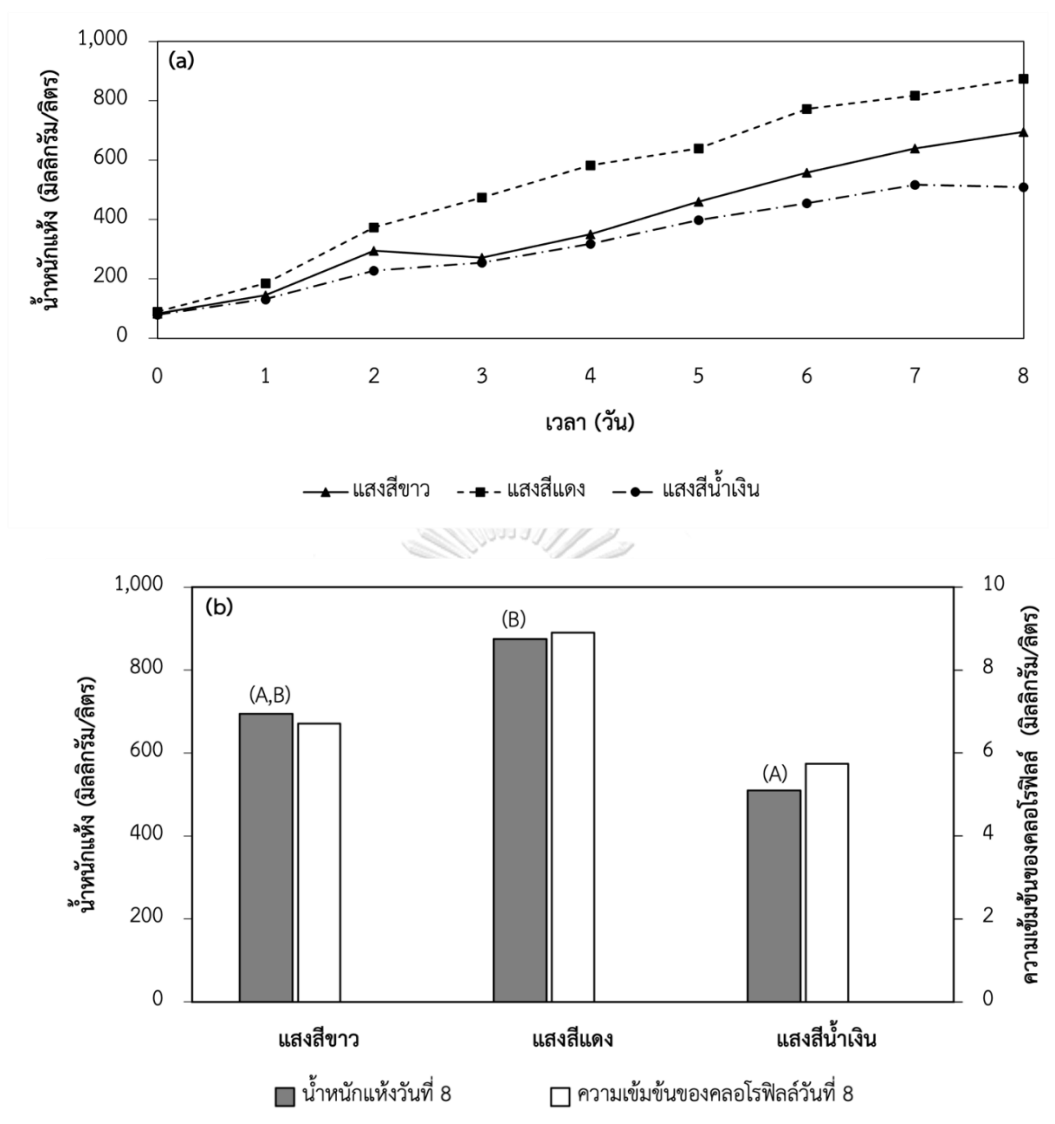 (a)
น้ำหนักแห้ง (มิลลิกรัม/ลิตร)
1,000
800
600
400
200
0
0 1 2 3 4 5 6 7 8
เวลา (วัน)
แสงสีขาว แสงสีแดง แสงสีน้ำเงิน
(b)
น้ำหนักแห้ง (มิลลิกรัม/ลิตร)
1,000
800
600
400
200
0
(A,B)
(B)
(A)
10
8
6
4
2
0
ความเข้มข้นของคลอโรฟิลล์ (มิลลิกรัม/ลิตร)
แสงสีขาว แสงสีแดง แสงสีน้ำเงิน
น้ำหนักแห้งวันที่ 8 ความเข้มข้นของคลอโรฟิลล์วันที่ 8